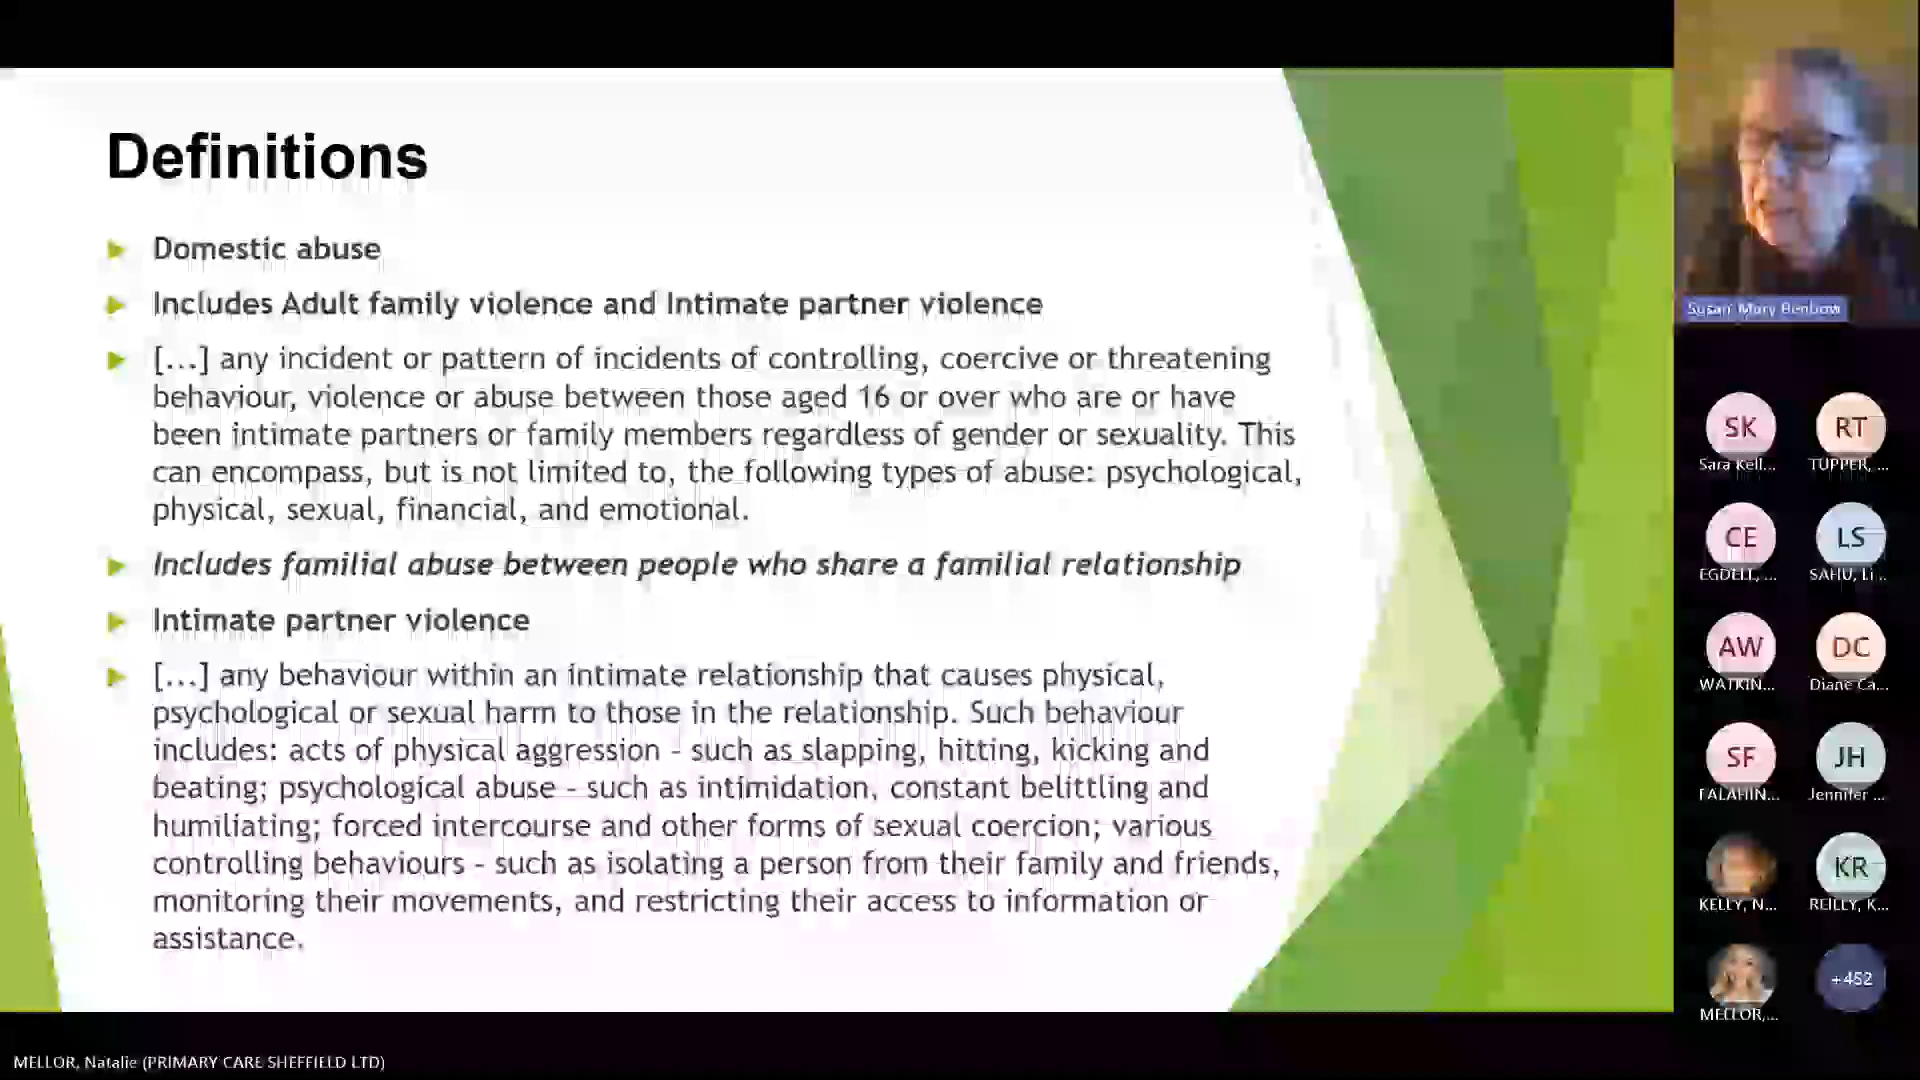 Definitions
Domestic abuse
Includes Adult family violence and Intimate partner violence
[...] any incident or pattern of incidents of controlling, coercive or threatening
behaviour, violence or abuse between those aged 16 or over who are or have
been intimate partners or family members regardless of gender or sexuality. This
can encompass, but is not limited to, the following types of abuse: psychological,
physical, sexual, financial, and emotional.
Includes familial abuse between people who share a familial relationship
Intimate partner violence
[...] any behaviour within an intimate relationship that causes physical,
psychological or sexual harm to those in the relationship. Such behaviour
includes: acts of physical aggression - such as slapping, hitting, kicking and
beating; psychological abuse - such as intimidation, constant belittling and
humiliating; forced intercourse and other forms of sexual coercion; various
controlling behaviours - such as isolating a person from their family and friends,
monitoring their movements, and restricting their access to information or
assistance.
Susan Mary Benbow
SK
RT
Sara Kell...
TUPPER, ...
CE
LS
EGDELL, ...
SAHU, Li...
AW
DC
WATKIN...
Diane Ca...
SF
JH
FALAHIN...
Jennifer ...
KR
KELLY, N...
REILLY, K...
+452
MELLOR,...
MELLOR, Natalie (PRIMARY CARE SHEFFIELD LTD)